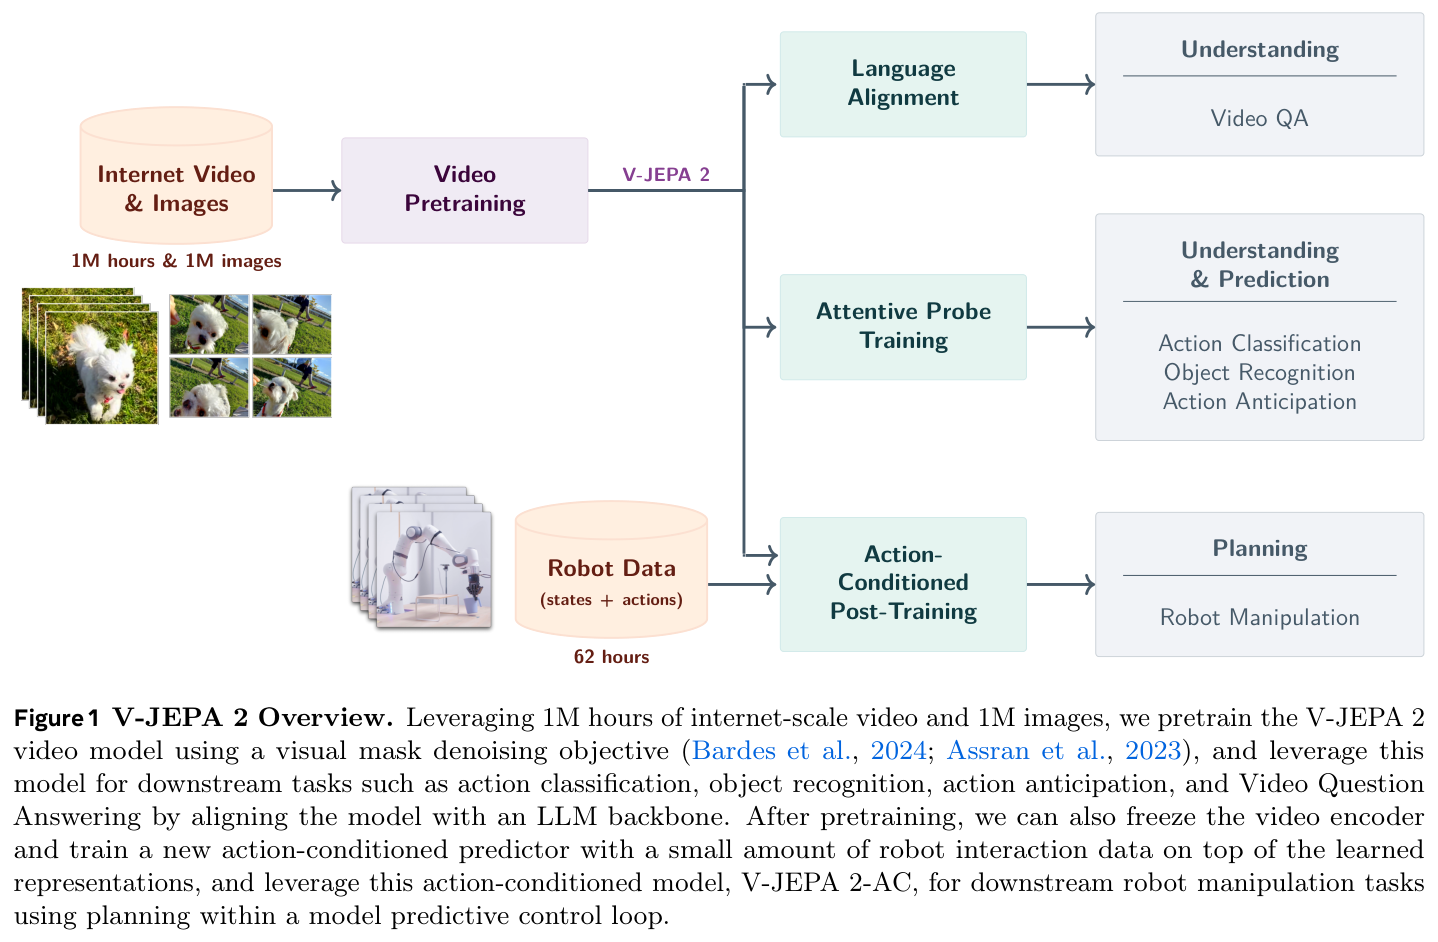 Internet Video
& Images
1M hours & 1M images
Video
Pretraining
V-JEPA 2
Language
Alignment
Understanding
Video QA
Attentive Probe
Training
Understanding
& Prediction
Action Classification
Object Recognition
Action Anticipation
Robot Data
(states + actions)
62 hours
Action-
Conditioned
Post-Training
Planning
Robot Manipulation
Figure 1 V-JEPA 2 Overview. Leveraging 1M hours of internet-scale video and 1M images, we pretrain the V-JEPA 2
video model using a visual mask denoising objective (Bardes et al., 2024; Assran et al., 2023), and leverage this
model for downstream tasks such as action classification, object recognition, action anticipation, and Video Question
Answering by aligning the model with an LLM backbone. After pretraining, we can also freeze the video encoder
and train a new action-conditioned predictor with a small amount of robot interaction data on top of the learned
representations, and leverage this action-conditioned model, V-JEPA 2-AC, for downstream robot manipulation tasks
using planning within a model predictive control loop.